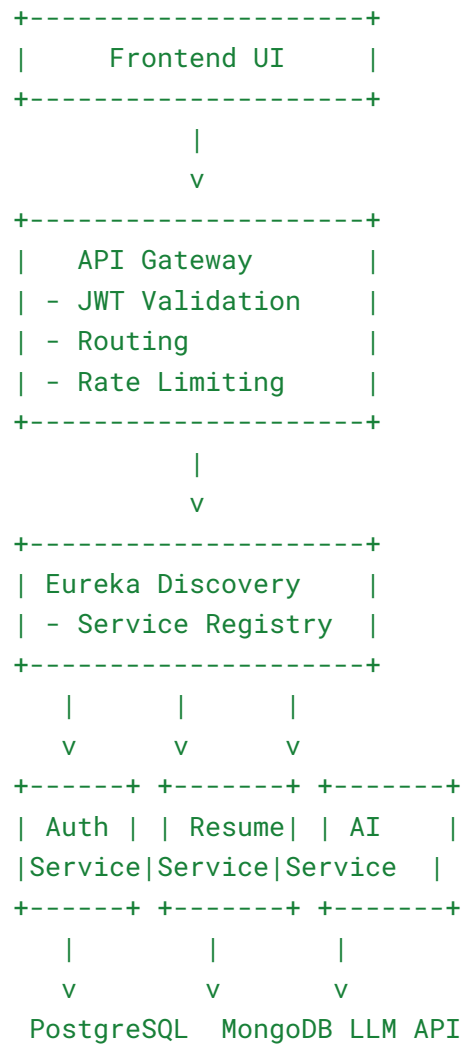 +---------------------+
|     Frontend UI     |
+---------------------+
           |
           v
+---------------------+
|   API Gateway       |
| - JWT Validation    |
| - Routing           |
| - Rate Limiting     |
+---------------------+
           |
           v
+---------------------+
| Eureka Discovery    |
| - Service Registry  |
+---------------------+
   |      |      |
   v      v      v
+------+ +-------+ +-------+
| Auth | | Resume| | AI    |
|Service|Service|Service  |
+------+ +-------+ +-------+
   |        |       |
   v        v       v
 PostgreSQL  MongoDB LLM API